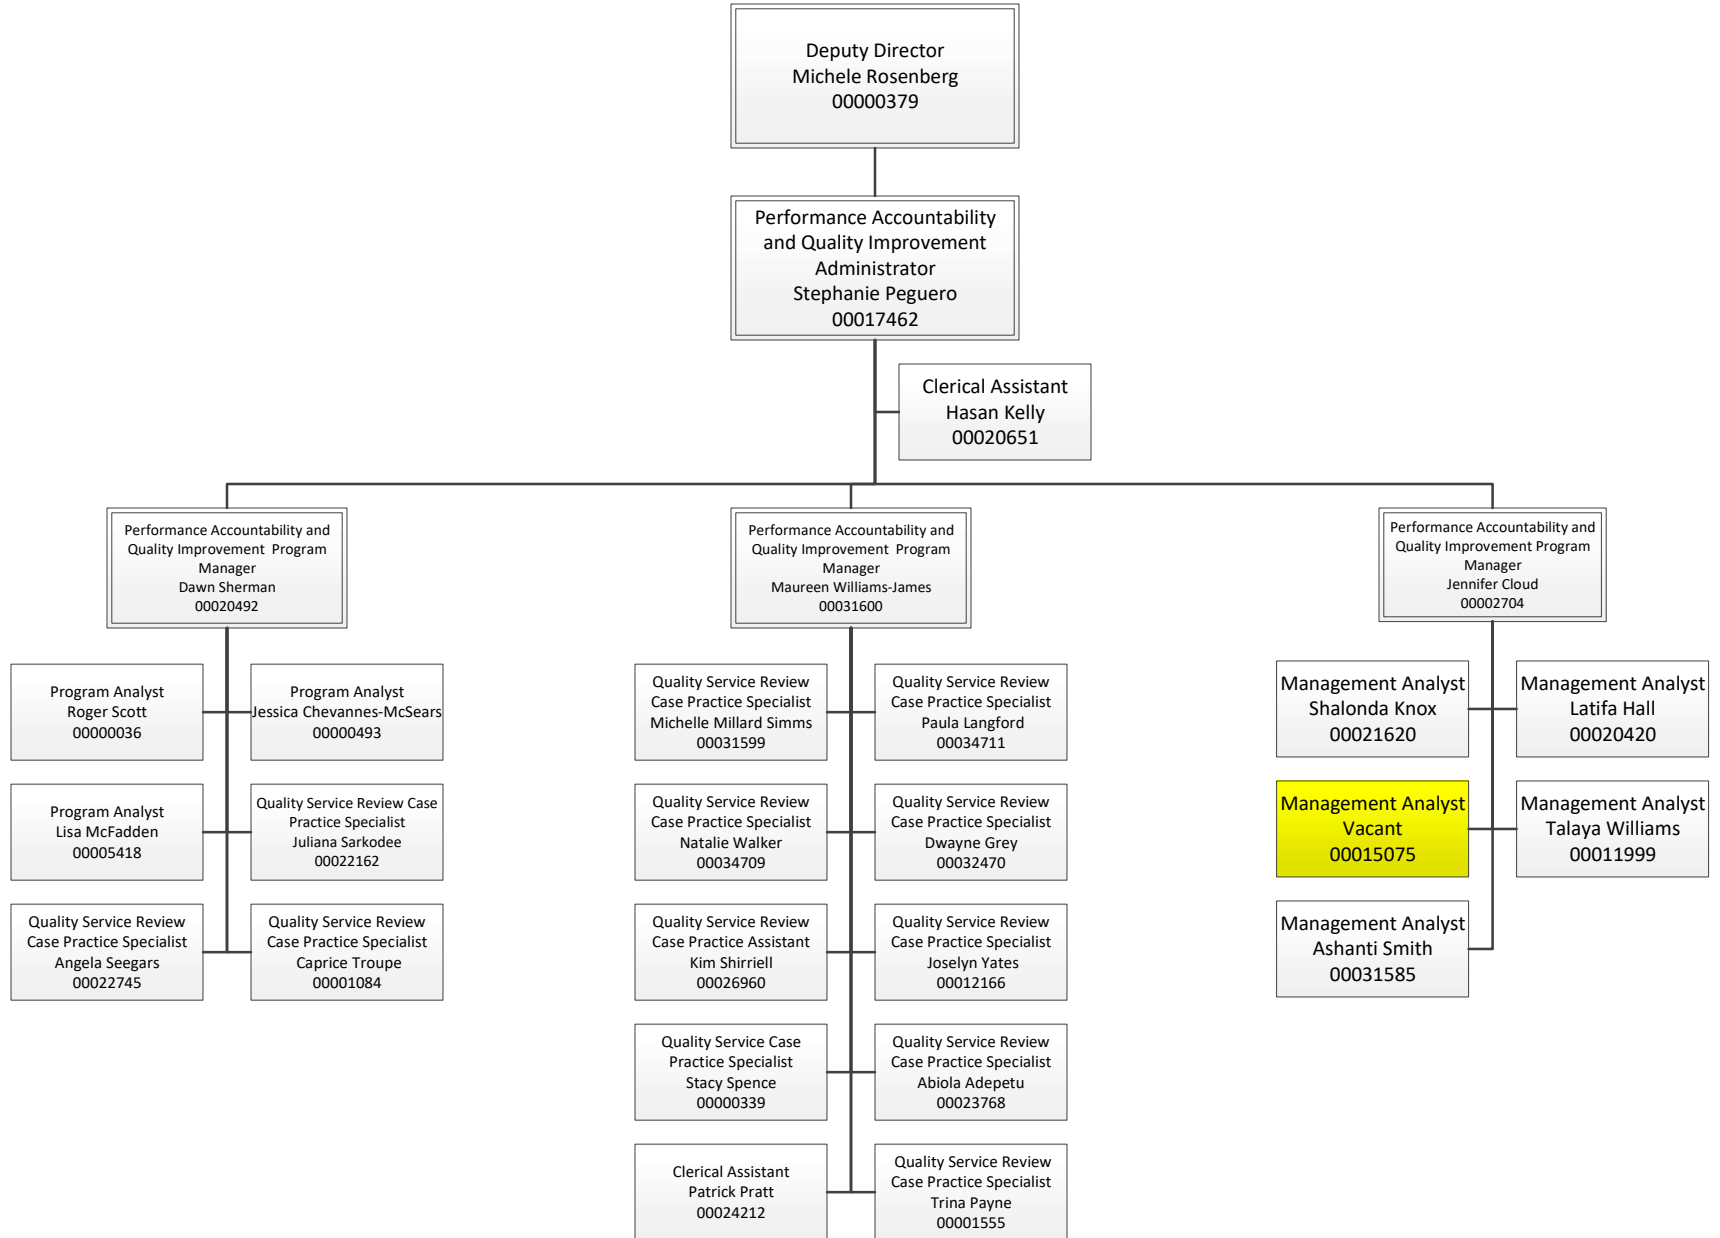 Deputy Director
Michele Rosenberg
00000379
Performance Accountability
and Quality Improvement
Administrator
Stephanie Peguero
00017462
Clerical Assistant
Hasan Kelly
00020651
Performance Accountability and
Quality Improvement  Program
Manager
Dawn Sherman
00020492
Performance Accountability and
Quality Improvement  Program
Manager
Maureen Williams-James
00031600
Performance Accountability and
Quality Improvement Program
Manager
Jennifer Cloud
00002704
Program Analyst
Roger Scott
00000036
Program Analyst
Jessica Chevannes-McSears
00000493
Program Analyst
Lisa McFadden
00005418
Quality Service Review Case
Practice Specialist
Juliana Sarkodee
00022162
Quality Service Review
Case Practice Specialist
Angela Seegars
00022745
Quality Service Review
Case Practice Specialist
Caprice Troupe
00001084
Quality Service Review
Case Practice Specialist
Michelle Millard Simms
00031599
Quality Service Review
Case Practice Specialist
Paula Langford
00034711
Quality Service Review
Case Practice Specialist
Natalie Walker
00034709
Quality Service Review
Case Practice Specialist
Dwayne Grey
00032470
Quality Service Review
Case Practice Assistant
Kim Shirriell
00026960
Quality Service Review
Case Practice Specialist
Joselyn Yates
00012166
Quality Service Case
Practice Specialist
Stacy Spence
00000339
Quality Service Review
Case Practice Specialist
Abiola Adepetu
00023768
Clerical Assistant
Patrick Pratt
00024212
Quality Service Review
Case Practice Specialist
Trina Payne
00001555
Management Analyst
Shalonda Knox
00021620
Management Analyst
Latifa Hall
00020420
Management Analyst
Vacant
00015075
Management Analyst
Talaya Williams
00011999
Management Analyst
Ashanti Smith
00031585